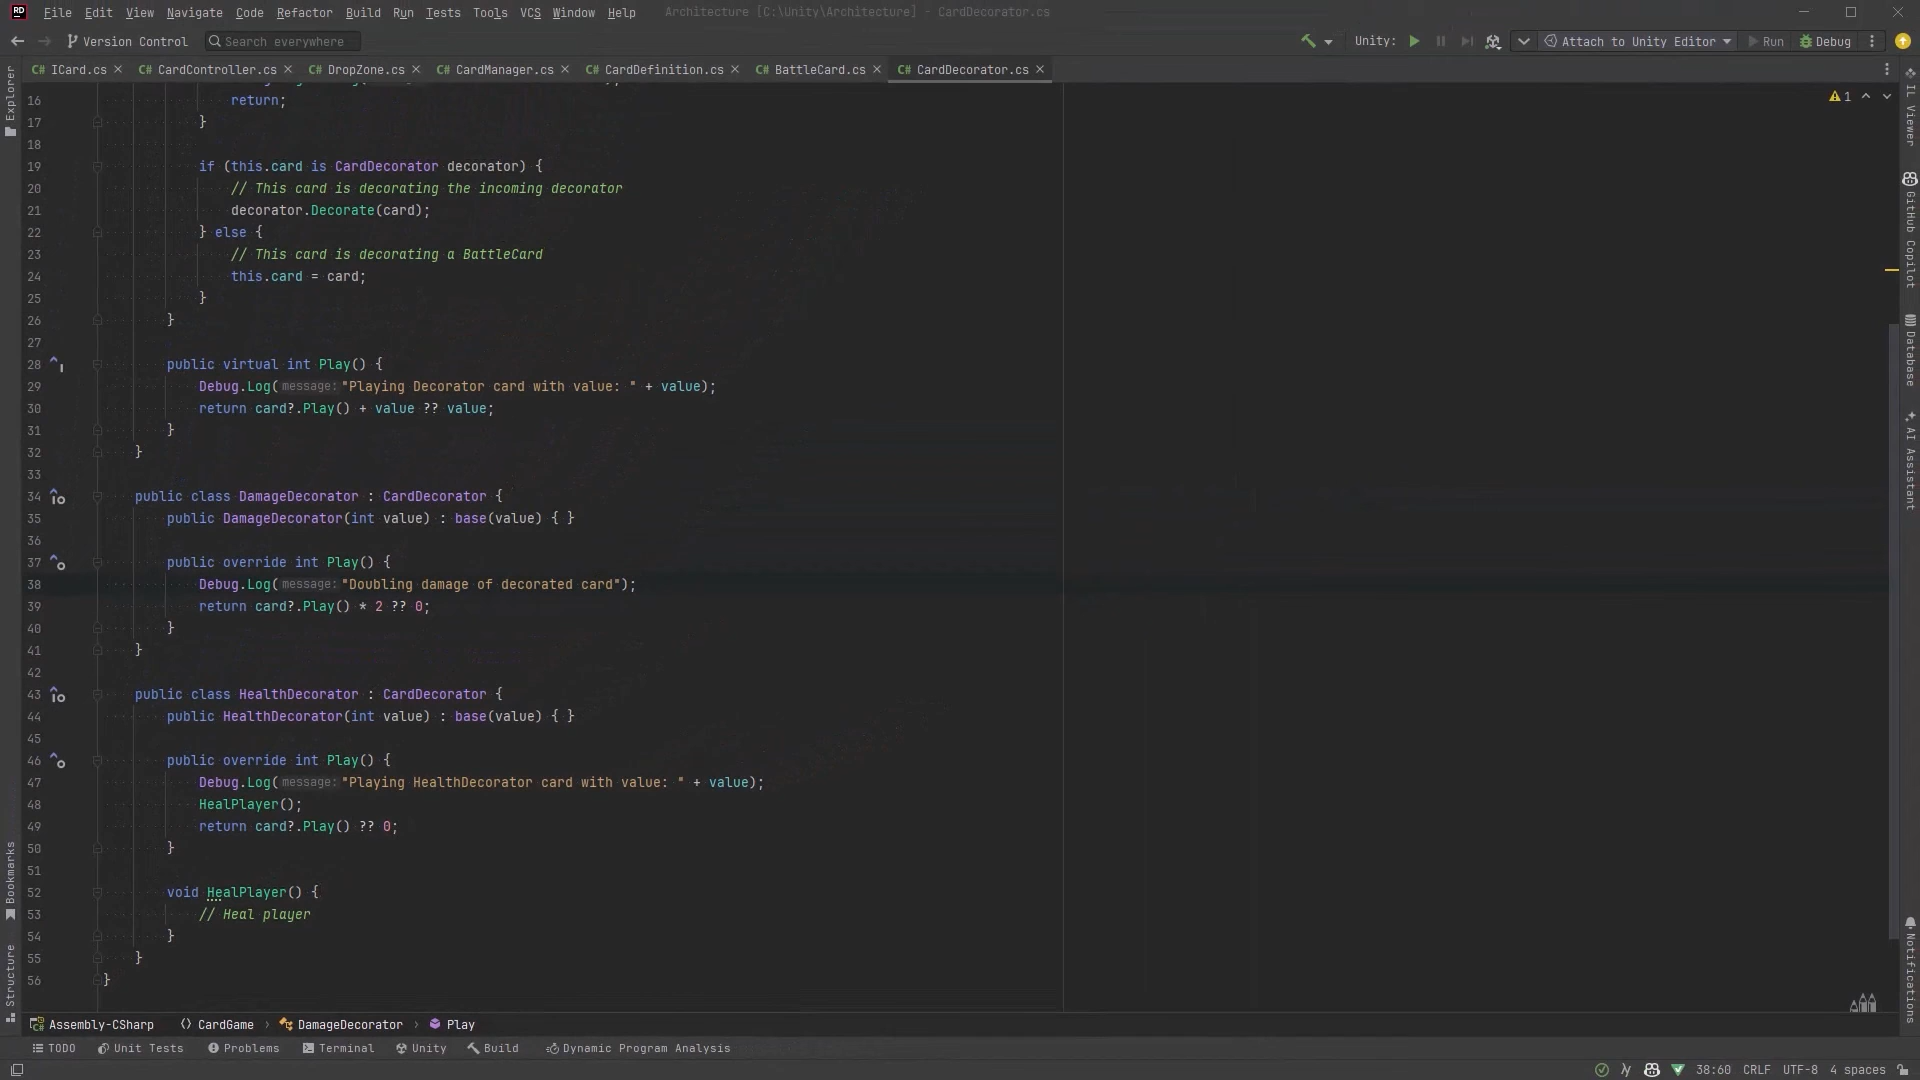 File Edit View Navigate Code Refactor Build Run Tests Tools VCS Window Help Architecture [C:\Unity\Architecture] - CardDecorator.cs
Version Control Search everywhere Unity: Attach to Unity Editor Run Debug
C# ICard.cs C# CardController.cs C# DropZone.cs C# CardManager.cs C# CardDefinition.cs C# BattleCard.cs C# CardDecorator.cs
16 return;
17 }
18
19 if (this.card is CardDecorator decorator) {
20 // This card is decorating the incoming decorator
21 decorator.Decorate(card);
22 } else {
23 // This card is decorating a BattleCard
24 this.card = card;
25 }
26 }
27
28 public virtual int Play() {
29 Debug.Log(message: "Playing Decorator card with value: " + value);
30 return card?.Play() + value ?? value;
31 }
32 }
33
34 public class DamageDecorator : CardDecorator {
35 public DamageDecorator(int value) : base(value) { }
36
37 public override int Play() {
38 Debug.Log(message: "Doubling damage of decorated card");
39 return card?.Play() * 2 ?? 0;
40 }
41 }
42
43 public class HealthDecorator : CardDecorator {
44 public HealthDecorator(int value) : base(value) { }
45
46 public override int Play() {
47 Debug.Log(message: "Playing HealthDecorator card with value: " + value);
48 HealPlayer();
49 return card?.Play() ?? 0;
50 }
51
52 void HealPlayer() {
53 // Heal player
54 }
55 }
56 }
1
Explorer
Bookmarks
Structure
IL Viewer
GitHub Copilot
Database
AI Assistant
Notifications
Assembly-CSharp CardGame DamageDecorator Play
TODO Unit Tests Problems Terminal Unity Build Dynamic Program Analysis
38:60 CRLF UTF-8 4 spaces